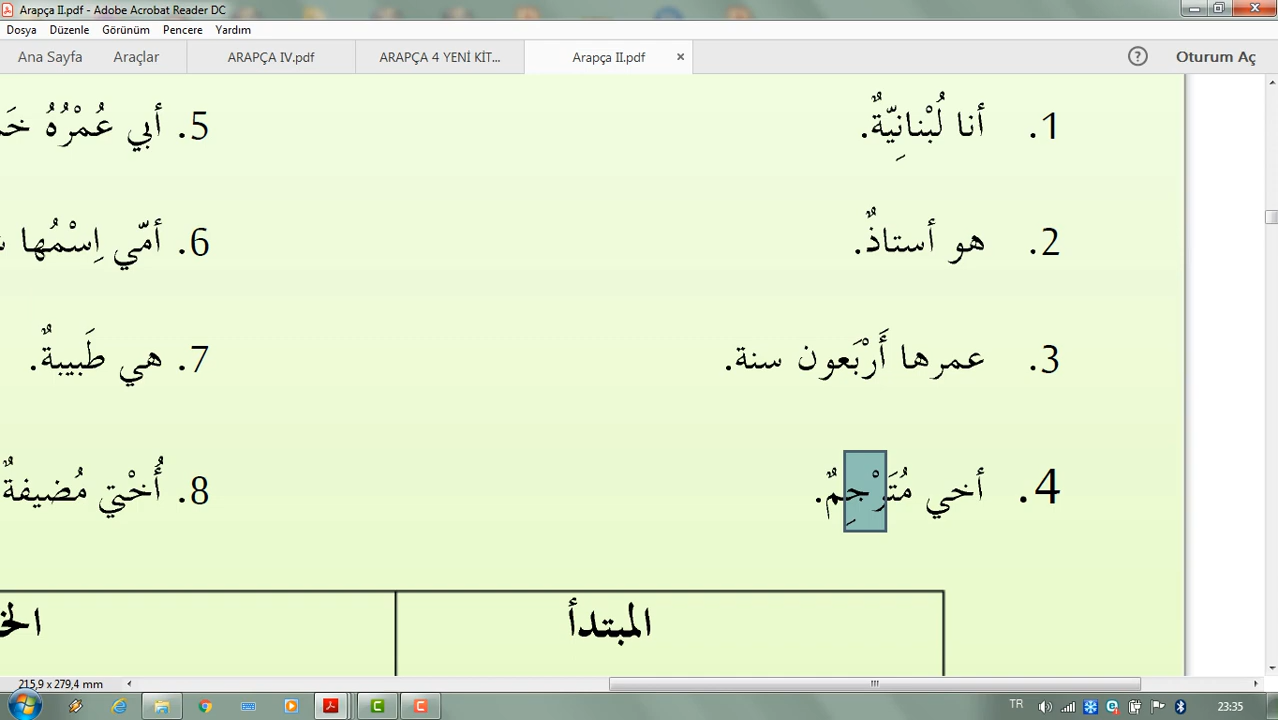 Arapça II.pdf - Adobe Acrobat Reader DC
Dosya Düzenle Görünüm Pencere Yardım
Ana Sayfa Araçlar ARAPÇA IV.pdf ARAPÇA 4 YENİ KİT... Arapça II.pdf × ? Oturum Aç
1. أنا لُبْنانِيّةٌ.
5. أبي عُمْرُهُ
2. هو أستاذٌ.
6. أمّي اِسْمُها
3. عمرها أَرْبَعون سنة.
7. هي طَبيبةٌ.
4. أخي مُتَرْجِمٌ.
8. أُخْتي مُضيفةٌ
المبتدأ
215,9 x 279,4 mm
TR 23:35